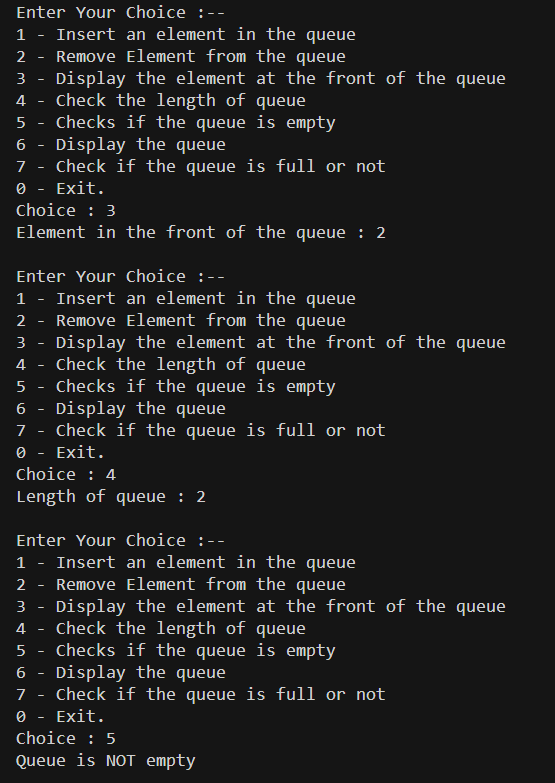 Enter Your Choice :--
1 - Insert an element in the queue
2 - Remove Element from the queue
3 - Display the element at the front of the queue
4 - Check the length of queue
5 - Checks if the queue is empty
6 - Display the queue
7 - Check if the queue is full or not
0 - Exit.
Choice : 3
Element in the front of the queue : 2

Enter Your Choice :--
1 - Insert an element in the queue
2 - Remove Element from the queue
3 - Display the element at the front of the queue
4 - Check the length of queue
5 - Checks if the queue is empty
6 - Display the queue
7 - Check if the queue is full or not
0 - Exit.
Choice : 4
Length of queue : 2

Enter Your Choice :--
1 - Insert an element in the queue
2 - Remove Element from the queue
3 - Display the element at the front of the queue
4 - Check the length of queue
5 - Checks if the queue is empty
6 - Display the queue
7 - Check if the queue is full or not
0 - Exit.
Choice : 5
Queue is NOT empty